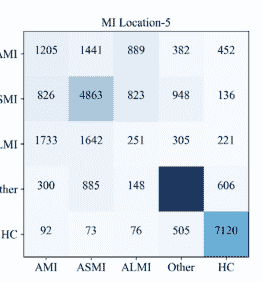 MI Location-5
AMI 1205 1441 889 382 452
SMI 826 4863 823 948 136
LMI 1733 1642 251 305 221
ther 300 885 148 606
HC 92 73 76 505 7120
AMI ASMI ALMI Other HC